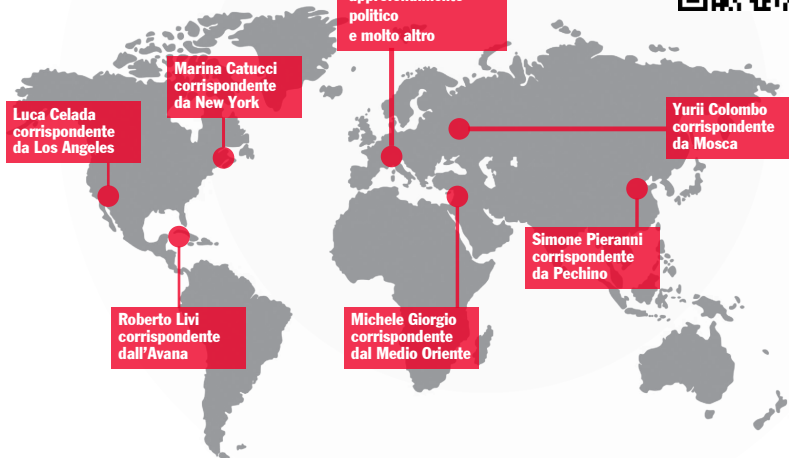 politico
e molto altro
Marina Catucci
corrispondente
da New York
Luca Celada
corrispondente
da Los Angeles
Yurii Colombo
corrispondente
da Mosca
Simone Pieranni
corrispondente
da Pechino
Roberto Livi
corrispondente
dall'Avana
Michele Giorgio
corrispondente
dal Medio Oriente